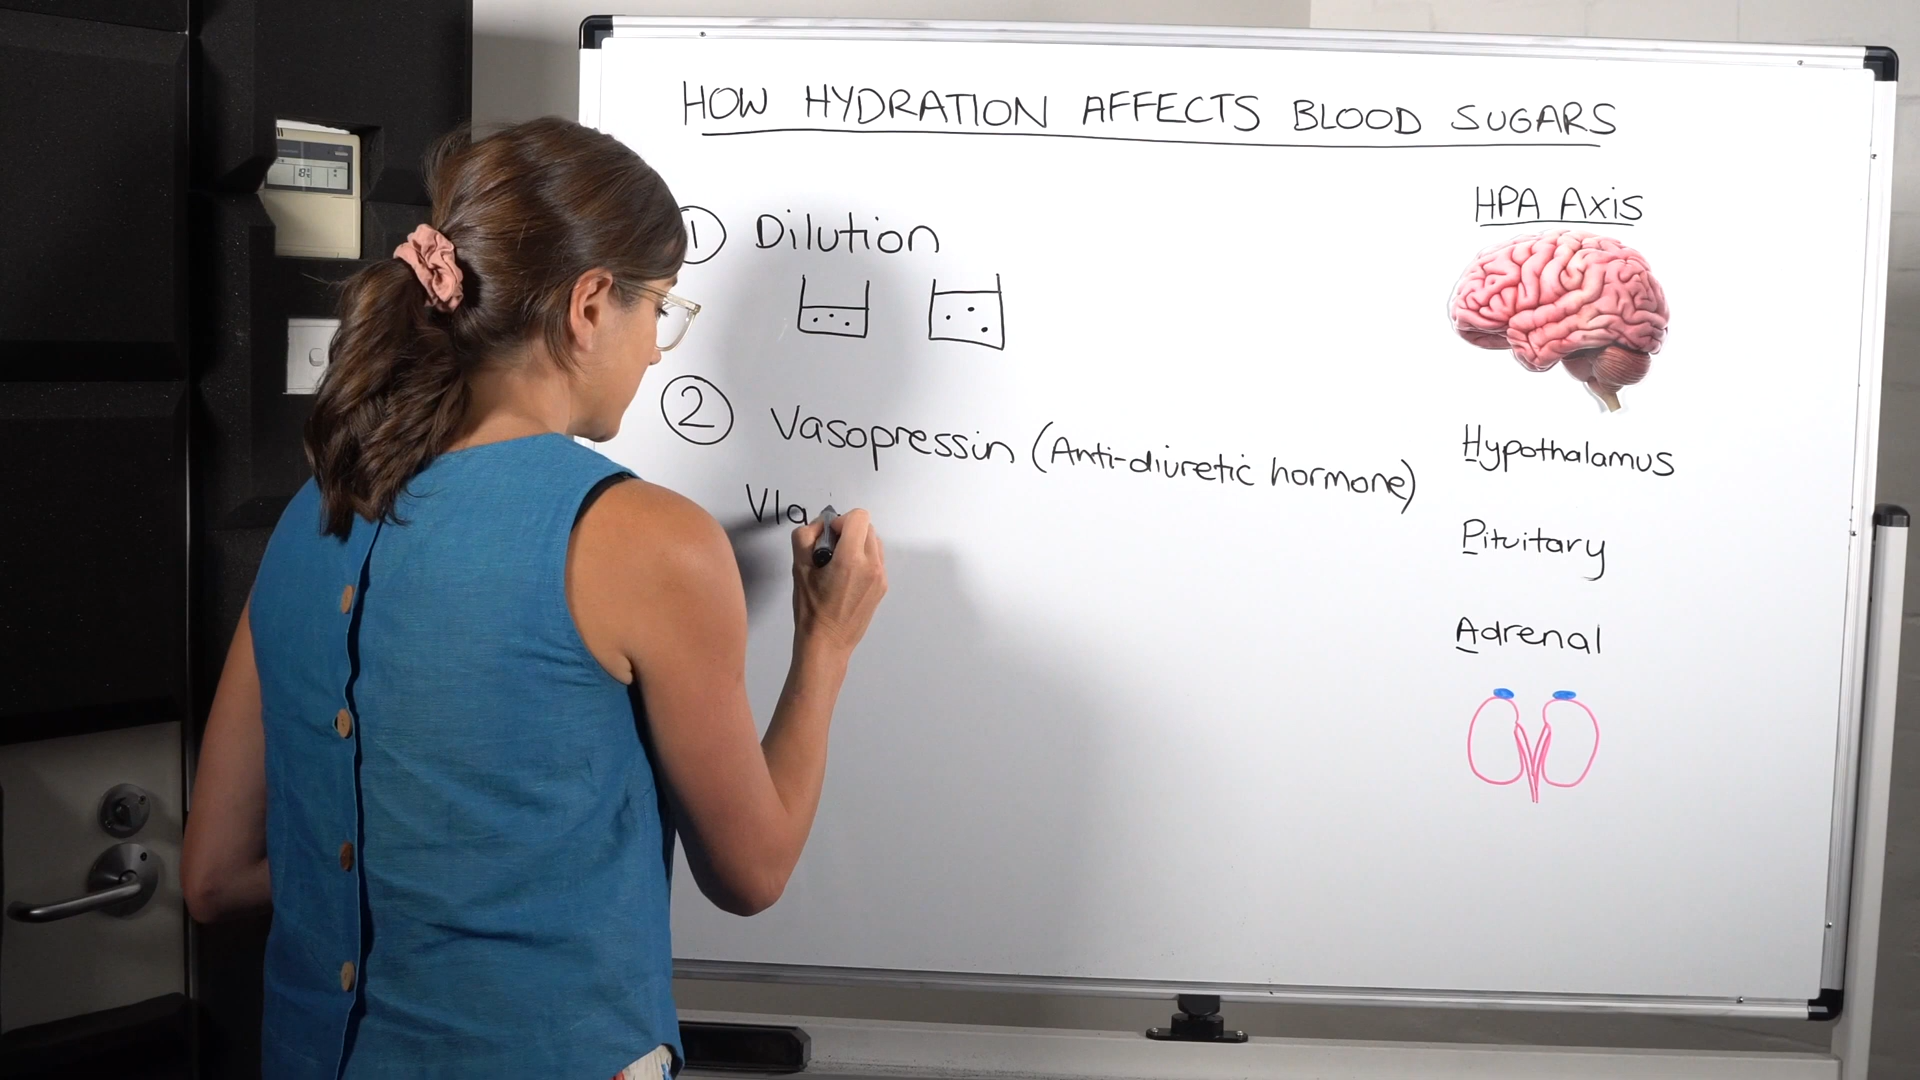 HOW HYDRATION AFFECTS BLOOD SUGARS
1 Dilution
2 Vasopressin (Anti-diuretic hormone)
V1a
HPA AXIS
Hypothalamus
Pituitary
Adrenal